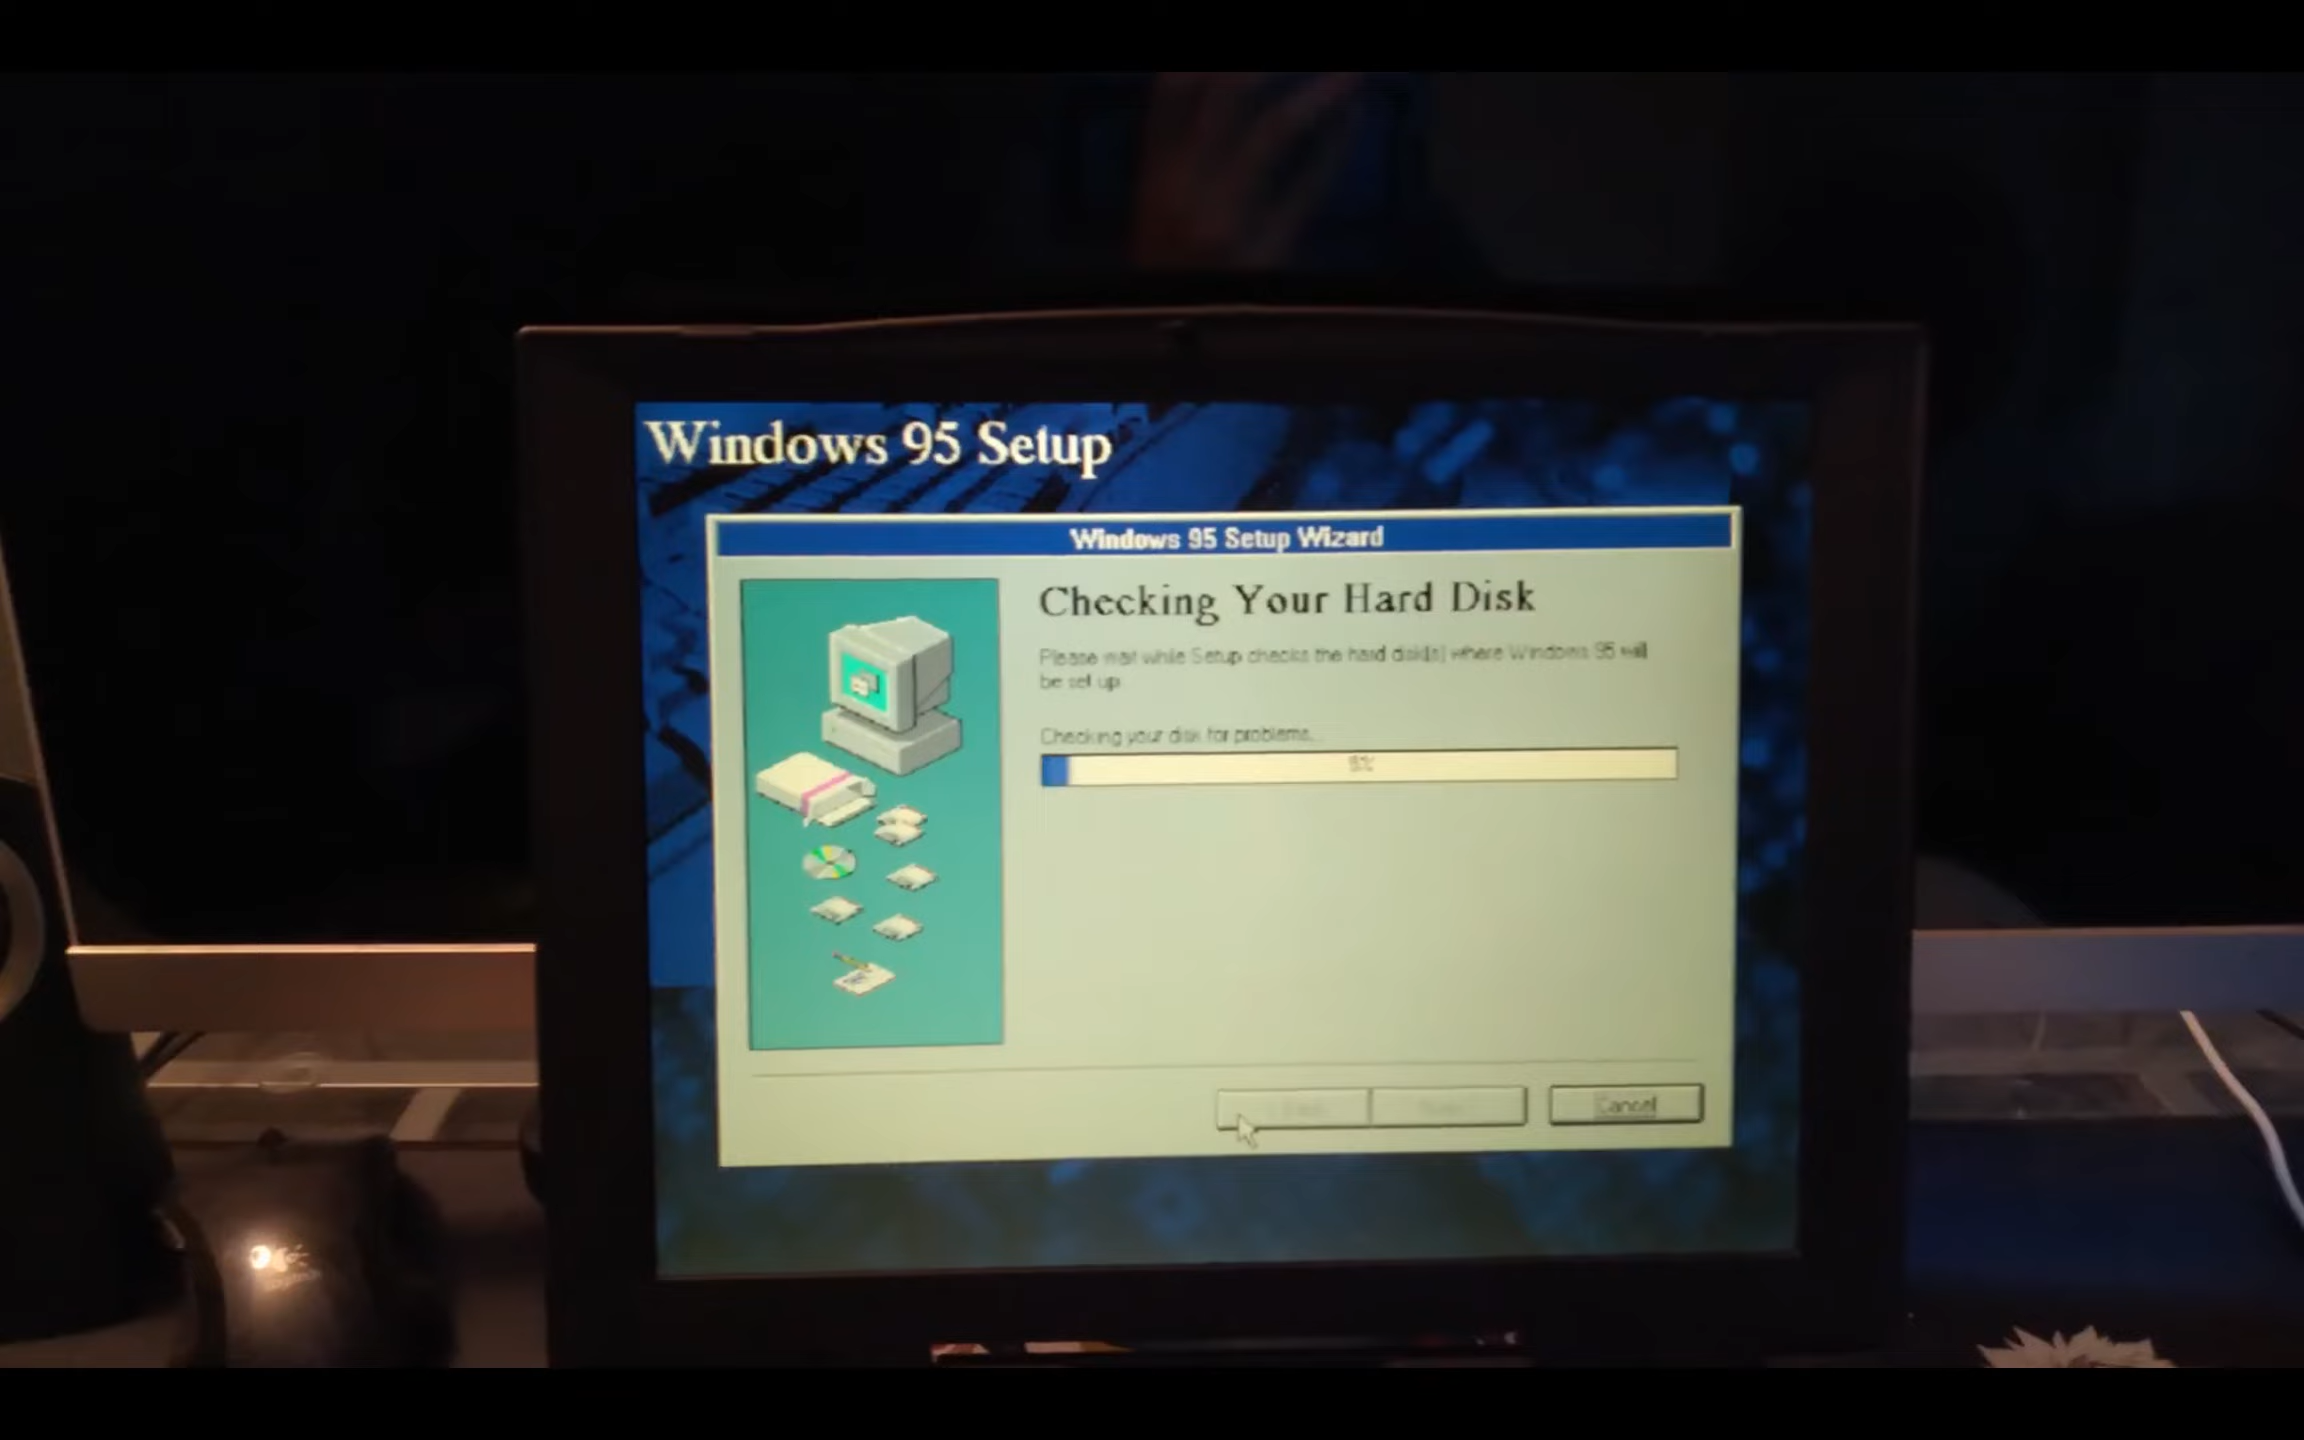 Windows 95 Setup
Windows 95 Setup Wizard
Checking Your Hard Disk
Please wait while Setup checks the hard disk(s) where Windows 95 will
be set up.
Checking your disk for problems...
Cancel